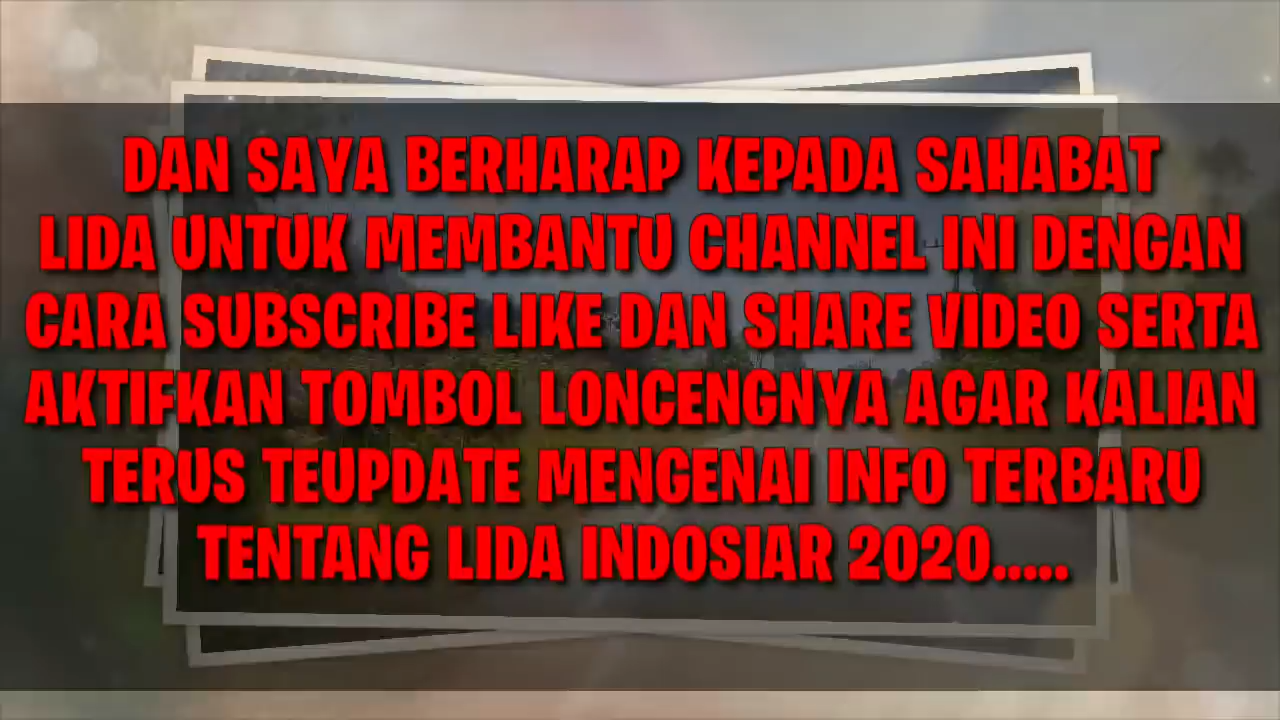 DAN SAYA BERHARAP KEPADA SAHABAT
LIDA UNTUK MEMBANTU CHANNEL INI DENGAN
CARA SUBSCRIBE LIKE DAN SHARE VIDEO SERTA
AKTIFKAN TOMBOL LONCENGNYA AGAR KALIAN
TERUS TEUPDATE MENGENAI INFO TERBARU
TENTANG LIDA INDOSIAR 2020.....